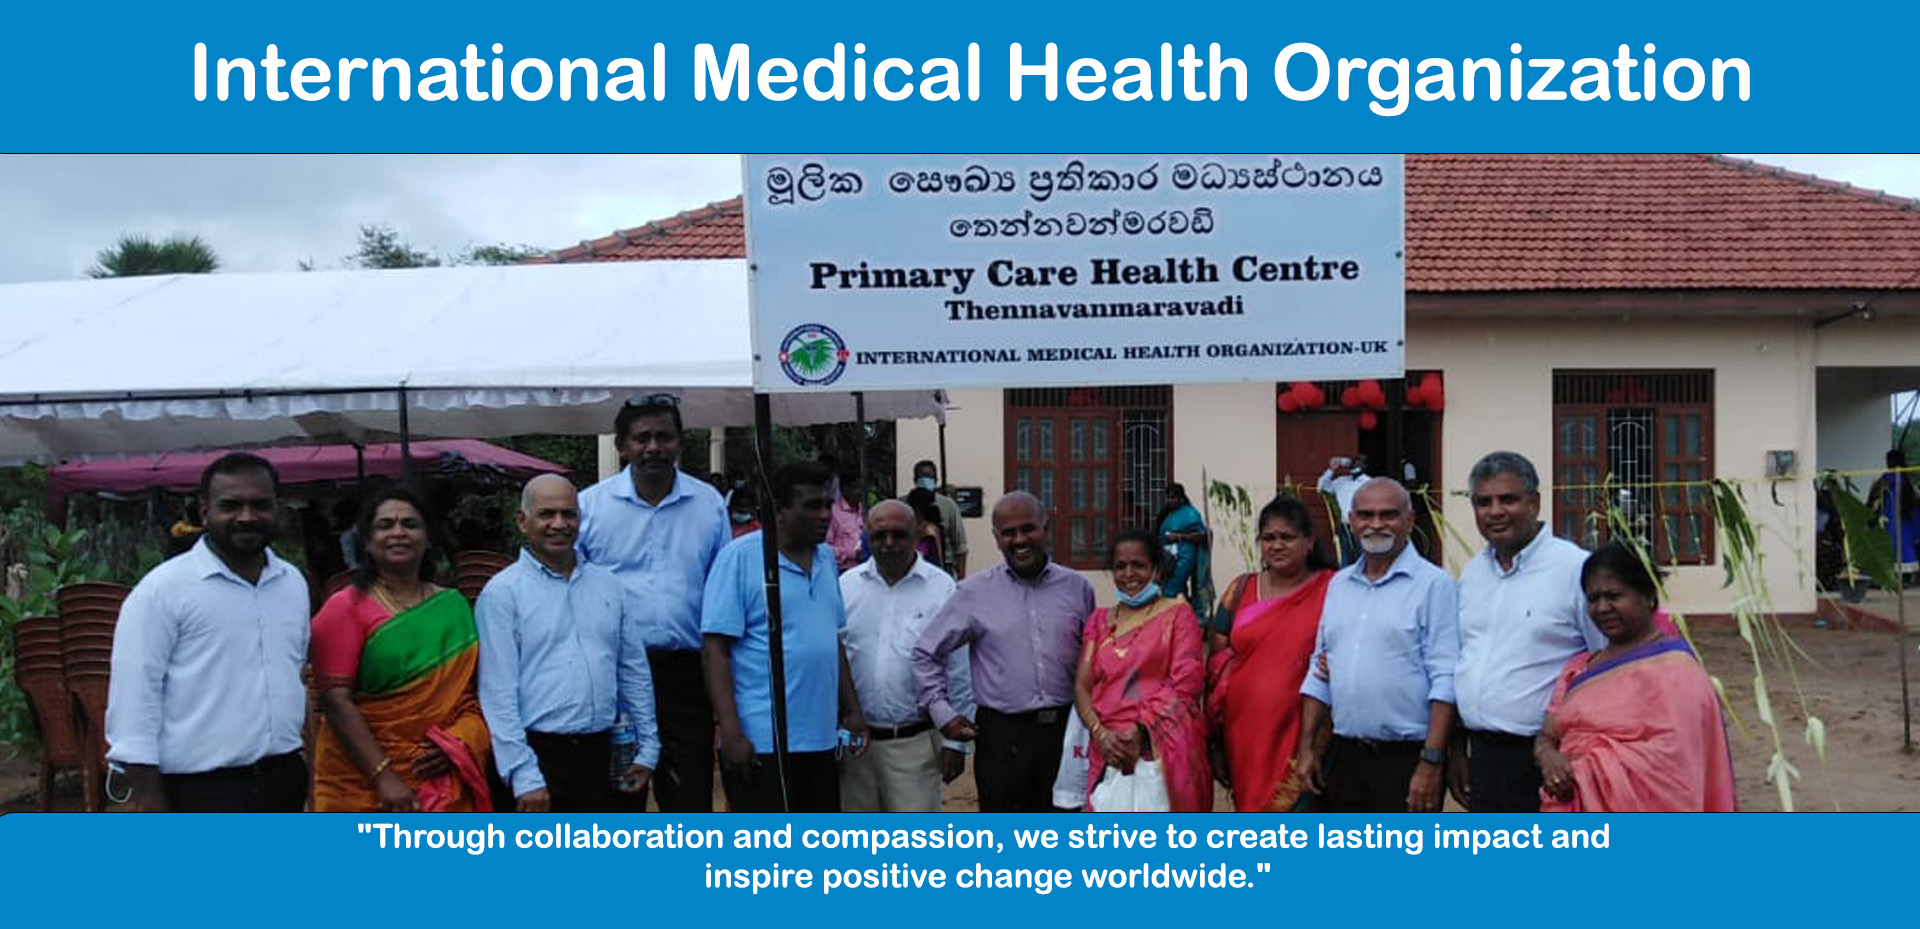 International Medical Health Organization
මූලික සෞඛ්‍ය ප්‍රතිකාර මධ්‍යස්ථානය
තෙන්නවන්මරවඩි
Primary Care Health Centre
Thennavanmaravadi
INTERNATIONAL MEDICAL HEALTH ORGANIZATION-UK
"Through collaboration and compassion, we strive to create lasting impact and
inspire positive change worldwide."